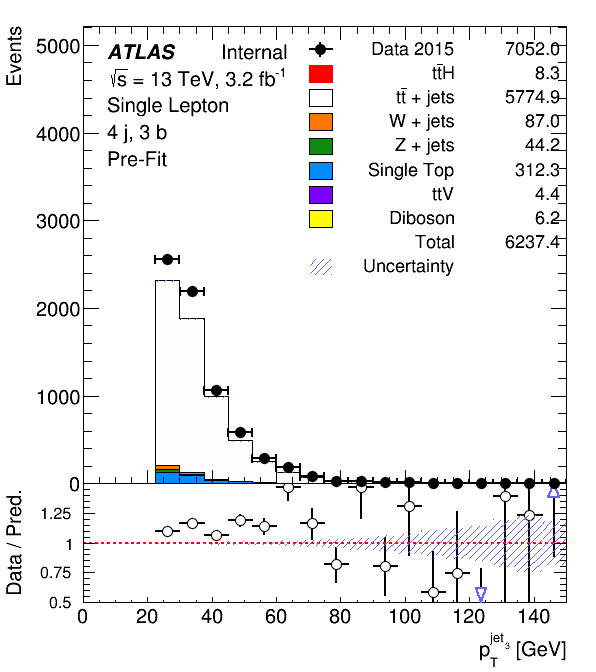 Events
5000
4000
3000
2000
1000
0
ATLAS Internal
√s = 13 TeV, 3.2 fb⁻¹
Single Lepton
4 j, 3 b
Pre-Fit
Data 2015 7052.0
tt̄H 8.3
tt̄ + jets 5774.9
W + jets 87.0
Z + jets 44.2
Single Top 312.3
ttV 4.4
Diboson 6.2
Total 6237.4
Uncertainty
Data / Pred.
1.25
1
0.75
0.5
0 20 40 60 80 100 120 140
p_T^{jet_3} [GeV]